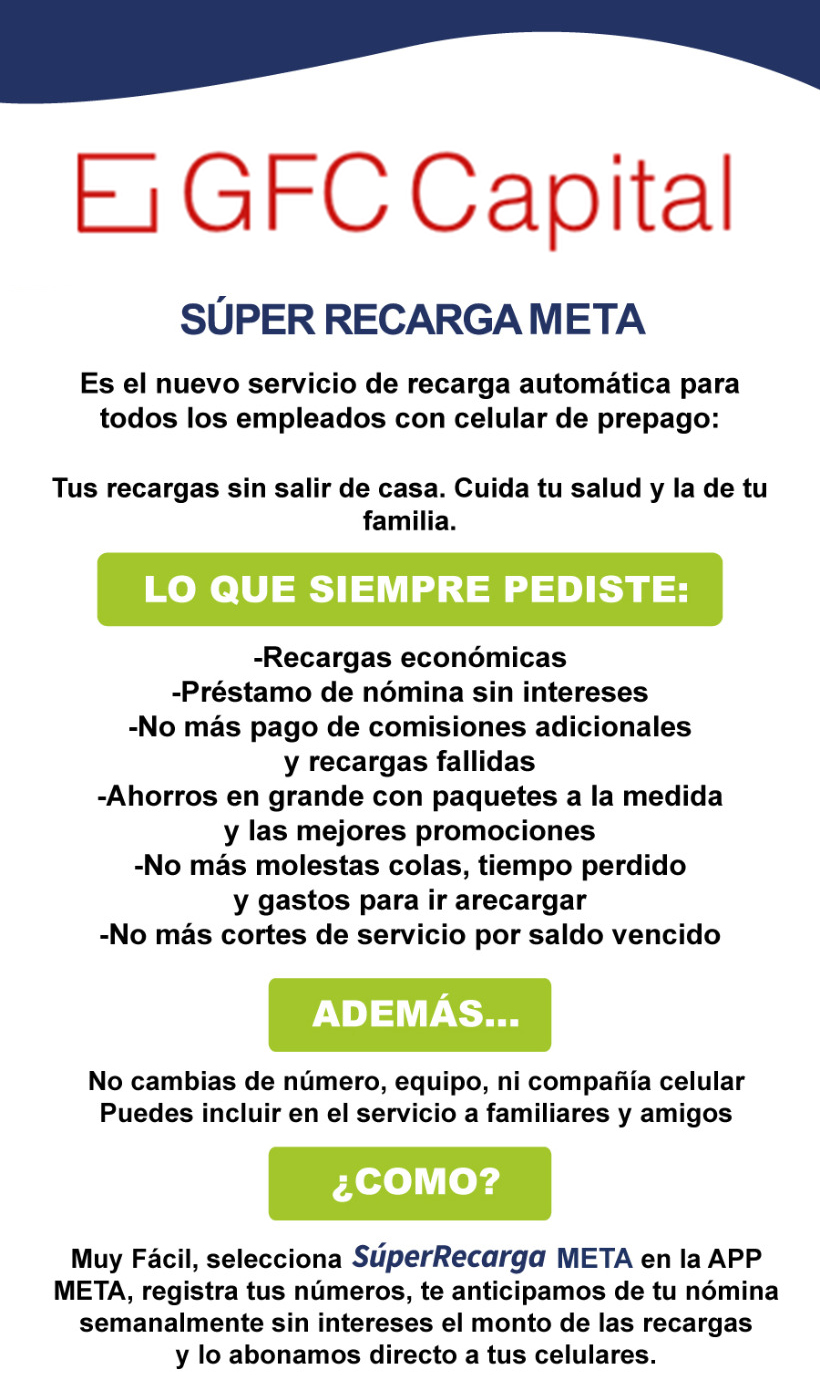 GFC Capital
SÚPER RECARGA META
Es el nuevo servicio de recarga automática para
todos los empleados con celular de prepago:
Tus recargas sin salir de casa. Cuida tu salud y la de tu
familia.
LO QUE SIEMPRE PEDISTE:
-Recargas económicas
-Préstamo de nómina sin intereses
-No más pago de comisiones adicionales
y recargas fallidas
-Ahorros en grande con paquetes a la medida
y las mejores promociones
-No más molestas colas, tiempo perdido
y gastos para ir arecargar
-No más cortes de servicio por saldo vencido
ADEMÁS...
No cambias de número, equipo, ni compañía celular
Puedes incluir en el servicio a familiares y amigos
¿COMO?
Muy Fácil, selecciona SúperRecarga META en la APP
META, registra tus números, te anticipamos de tu nómina
semanalmente sin intereses el monto de las recargas
y lo abonamos directo a tus celulares.